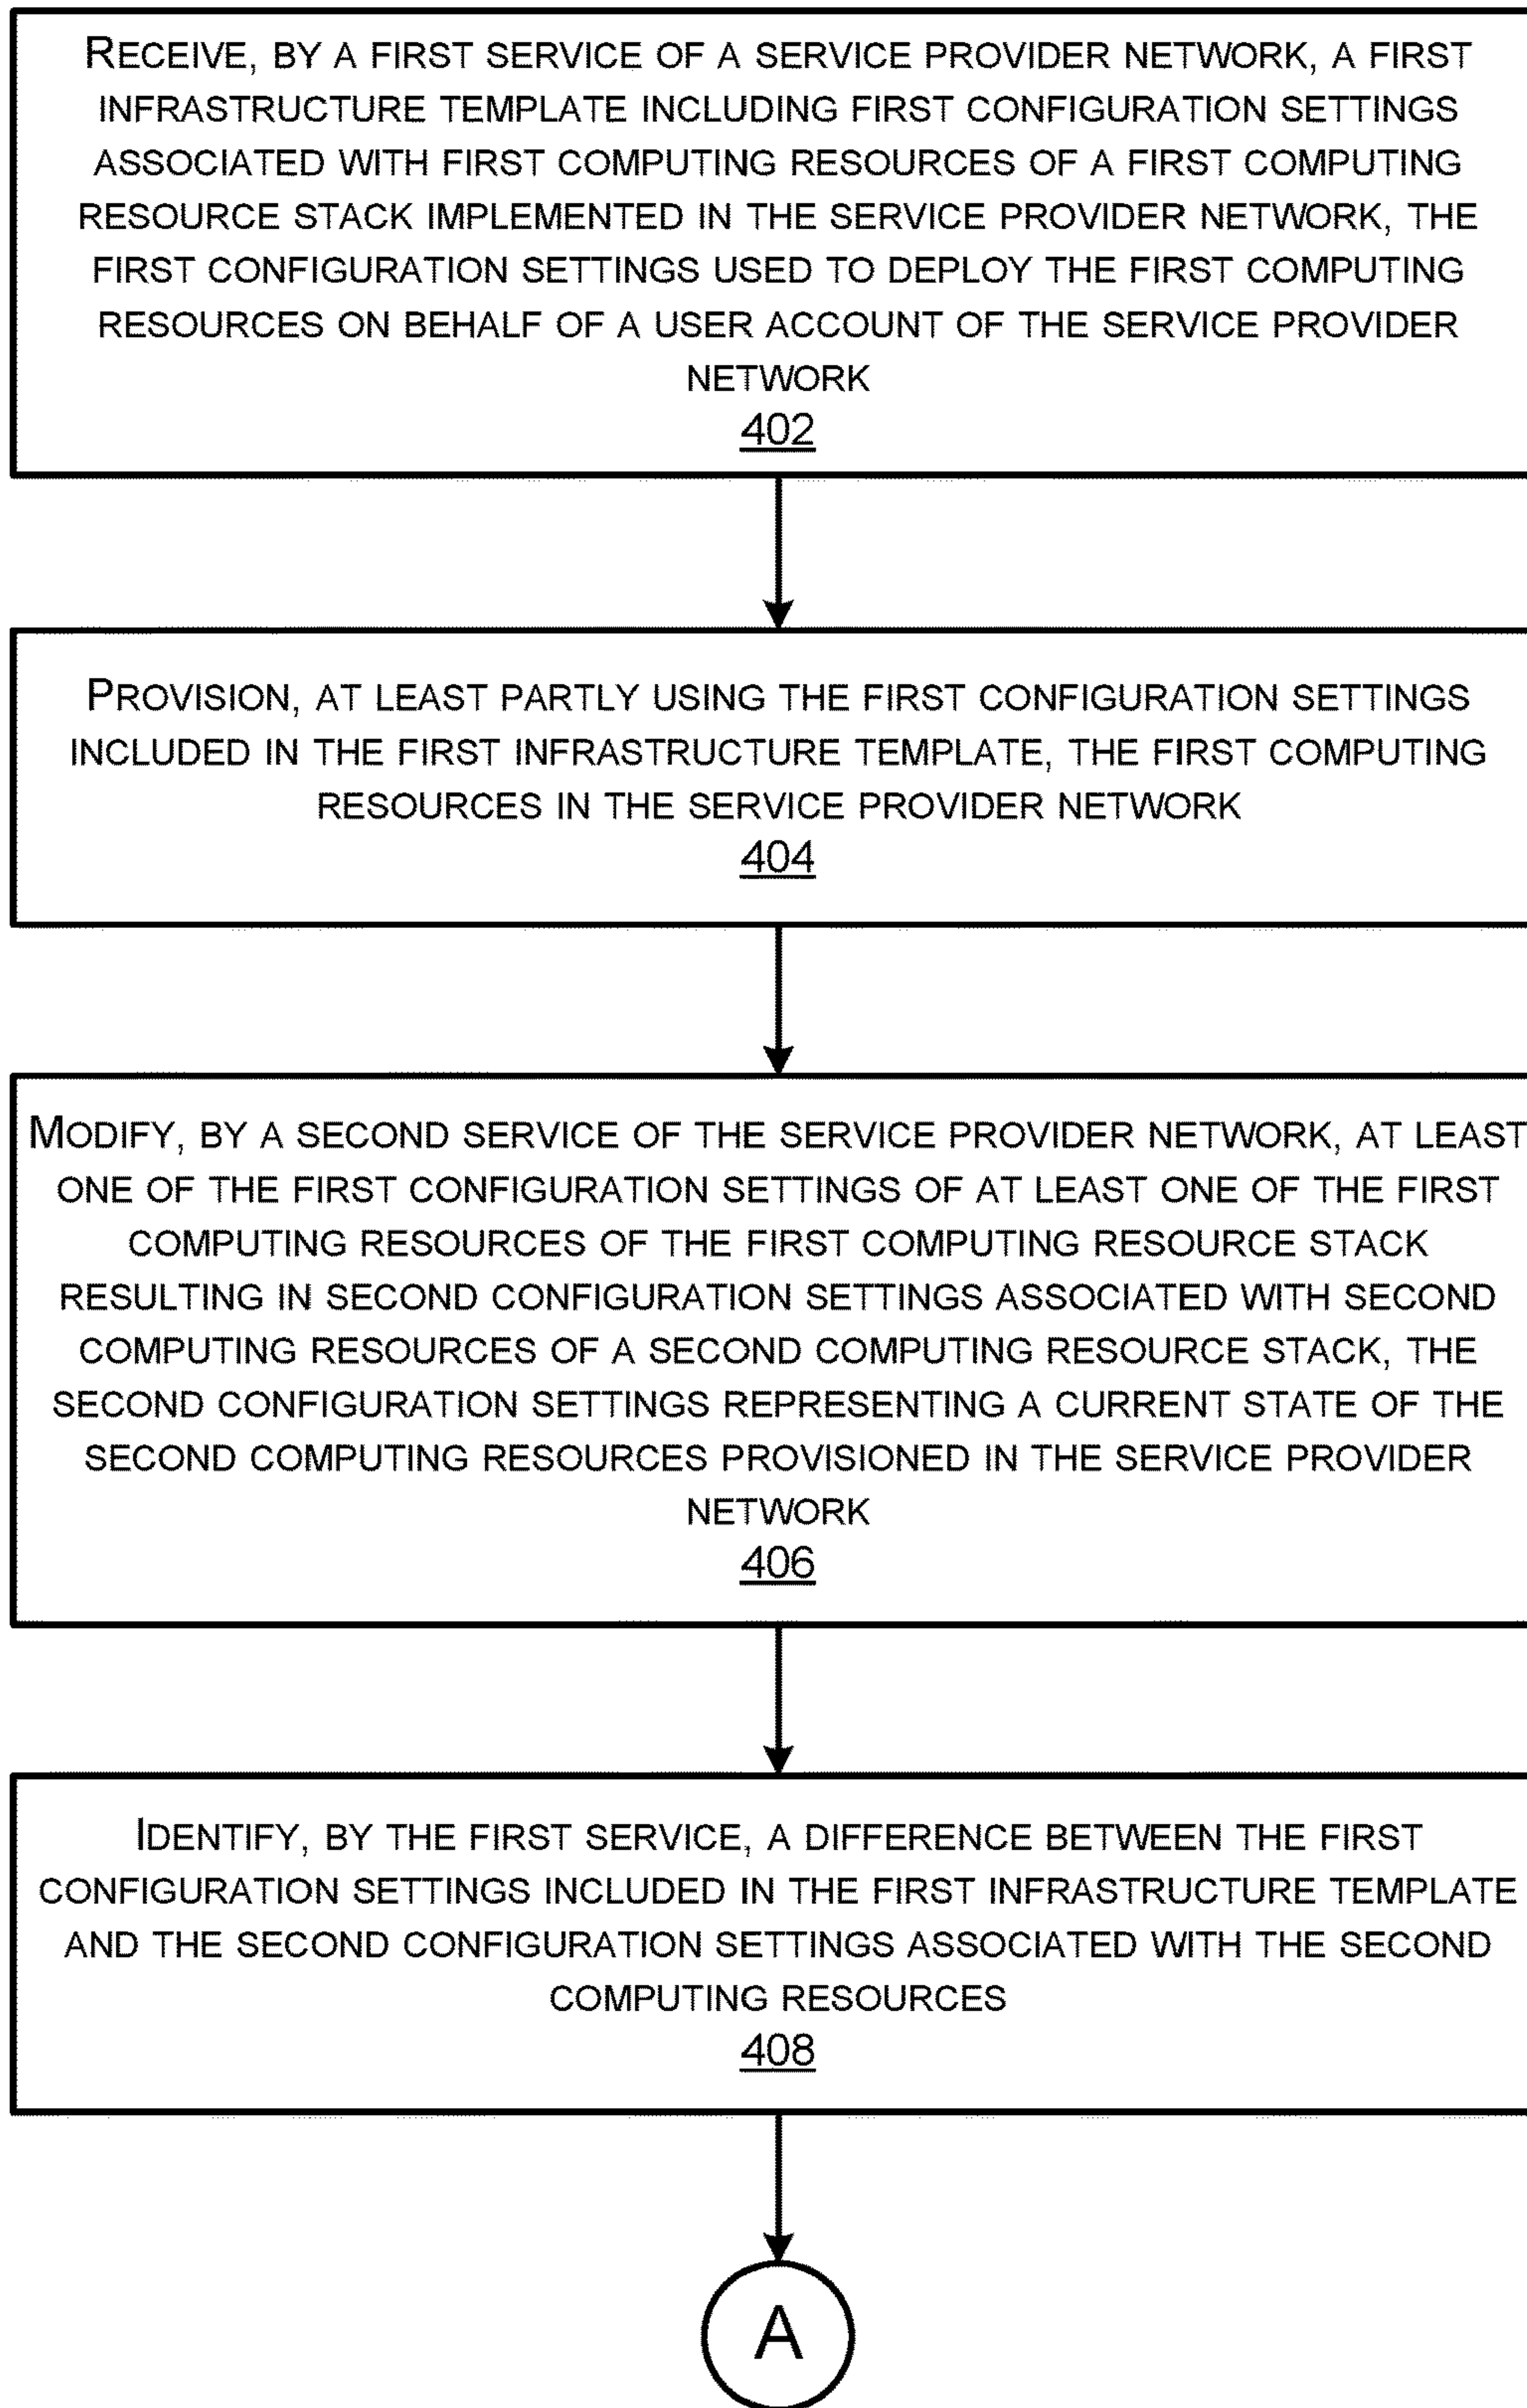 RECEIVE, BY A FIRST SERVICE OF A SERVICE PROVIDER NETWORK, A FIRST
INFRASTRUCTURE TEMPLATE INCLUDING FIRST CONFIGURATION SETTINGS
ASSOCIATED WITH FIRST COMPUTING RESOURCES OF A FIRST COMPUTING
RESOURCE STACK IMPLEMENTED IN THE SERVICE PROVIDER NETWORK, THE
FIRST CONFIGURATION SETTINGS USED TO DEPLOY THE FIRST COMPUTING
RESOURCES ON BEHALF OF A USER ACCOUNT OF THE SERVICE PROVIDER
NETWORK
402
PROVISION, AT LEAST PARTLY USING THE FIRST CONFIGURATION SETTINGS
INCLUDED IN THE FIRST INFRASTRUCTURE TEMPLATE, THE FIRST COMPUTING
RESOURCES IN THE SERVICE PROVIDER NETWORK
404
MODIFY, BY A SECOND SERVICE OF THE SERVICE PROVIDER NETWORK, AT LEAST
ONE OF THE FIRST CONFIGURATION SETTINGS OF AT LEAST ONE OF THE FIRST
COMPUTING RESOURCES OF THE FIRST COMPUTING RESOURCE STACK
RESULTING IN SECOND CONFIGURATION SETTINGS ASSOCIATED WITH SECOND
COMPUTING RESOURCES OF A SECOND COMPUTING RESOURCE STACK, THE
SECOND CONFIGURATION SETTINGS REPRESENTING A CURRENT STATE OF THE
SECOND COMPUTING RESOURCES PROVISIONED IN THE SERVICE PROVIDER
NETWORK
406
IDENTIFY, BY THE FIRST SERVICE, A DIFFERENCE BETWEEN THE FIRST
CONFIGURATION SETTINGS INCLUDED IN THE FIRST INFRASTRUCTURE TEMPLATE
AND THE SECOND CONFIGURATION SETTINGS ASSOCIATED WITH THE SECOND
COMPUTING RESOURCES
408
A